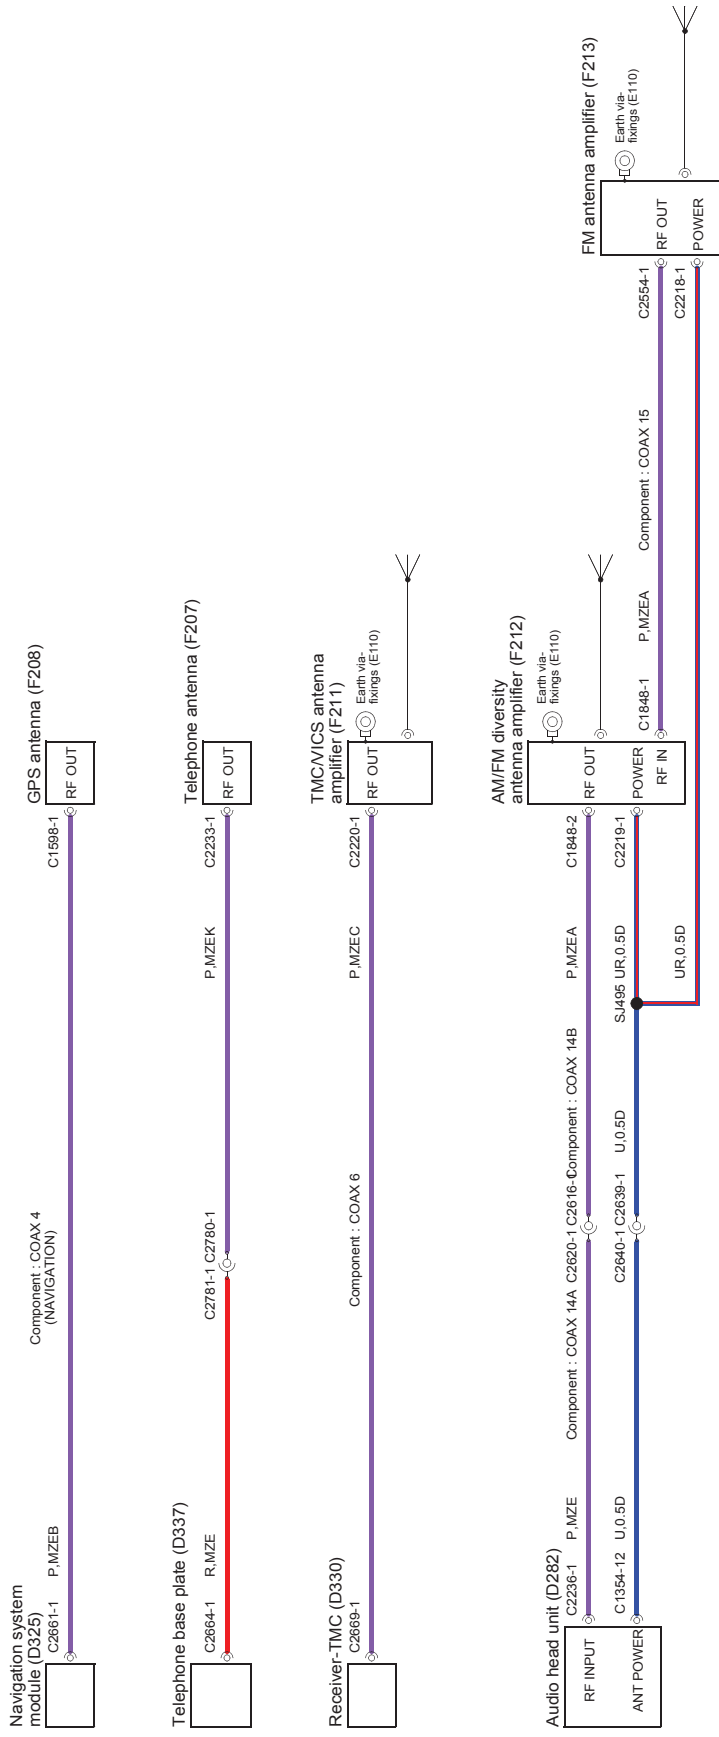 Navigation system
module (D325)
C2661-1
P,MZEB
Component : COAX 4
(NAVIGATION)
C1598-1
GPS antenna (F208)
RF OUT
Telephone base plate (D337)
C2664-1
R,MZE
C2781-1
C2780-1
P,MZEK
C2233-1
Telephone antenna (F207)
RF OUT
Receiver-TMC (D330)
C2669-1
Component : COAX 6
P,MZEC
C2220-1
TMC/VICS antenna
amplifier (F211)
RF OUT
Earth via-
fixings (E110)
Audio head unit (D282)
RF INPUT
C2236-1
P,MZE
Component : COAX 14A
C2620-1
C2616-1
Component : COAX 14B
P,MZEA
C1848-2
AM/FM diversity
antenna amplifier (F212)
RF OUT
Earth via-
fixings (E110)
ANT POWER
C1354-12
U,0.5D
C2640-1
C2639-1
U,0.5D
SJ495
UR,0.5D
C2219-1
POWER
RF IN
C1848-1
P,MZEA
Component : COAX 15
C2554-1
FM antenna amplifier (F213)
RF OUT
Earth via-
fixings (E110)
UR,0.5D
C2218-1
POWER